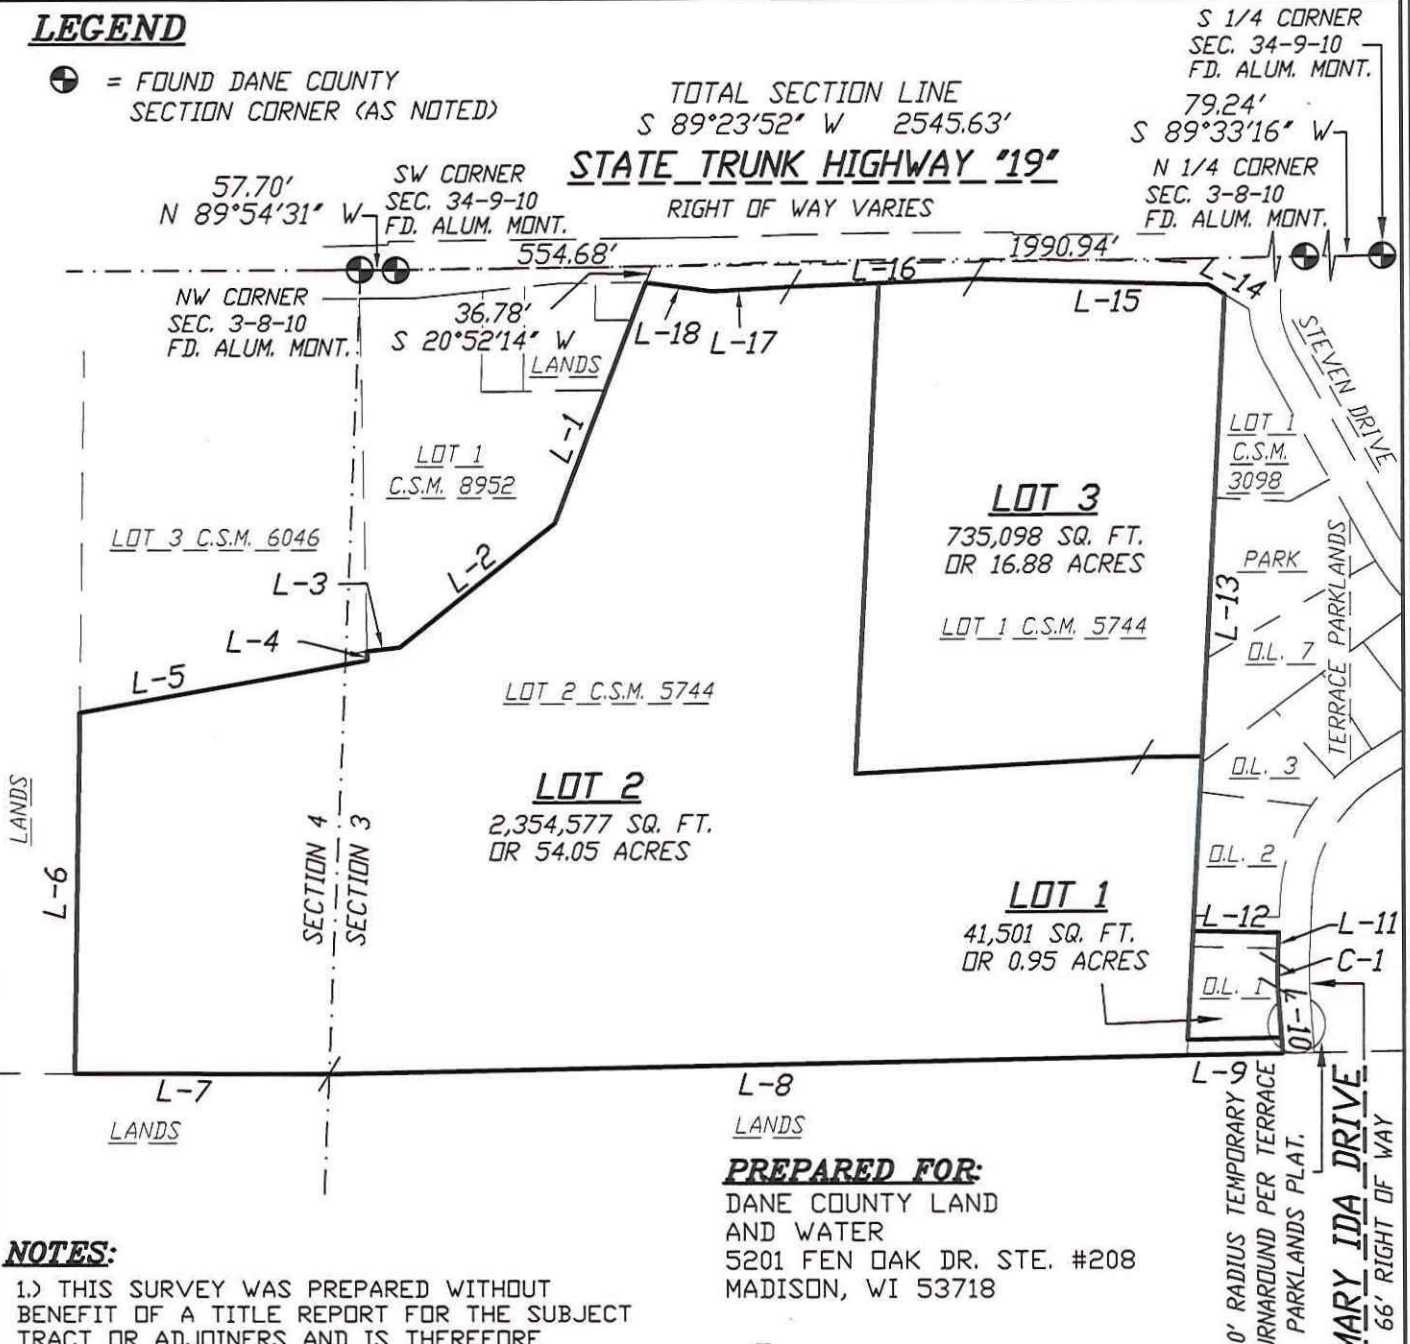 LEGEND
= FOUND DANE COUNTY
SECTION CORNER (AS NOTED)
TOTAL SECTION LINE
S 89°23'52" W 2545.63'
STATE TRUNK HIGHWAY "19"
RIGHT OF WAY VARIES
S 1/4 CORNER
SEC. 34-9-10
FD. ALUM. MONT.
79.24'
S 89°33'16" W
N 1/4 CORNER
SEC. 3-8-10
FD. ALUM. MONT.
57.70'
N 89°54'31" W
SW CORNER
SEC. 34-9-10
FD. ALUM. MONT.
554.68'
1990.94'
NW CORNER
SEC. 3-8-10
FD. ALUM. MONT.
36.78'
S 20°52'14" W
LANDS
L-18
L-17
L-16
L-15
L-14
STEVEN DRIVE
L-1
LOT 1
C.S.M. 8952
LOT 1
C.S.M.
3098
LOT 3
735,098 SQ. FT.
OR 16.88 ACRES
LOT 1 C.S.M. 5744
LOT 3 C.S.M. 6046
L-2
L-3
L-4
L-5
PARK
L-13
O.L. 7
TERRACE PARKLANDS
LOT 2 C.S.M. 5744
O.L. 3
LANDS
LOT 2
2,354,577 SQ. FT.
OR 54.05 ACRES
SECTION 4
SECTION 3
L-6
O.L. 2
LOT 1
41,501 SQ. FT.
OR 0.95 ACRES
L-12
L-11
C-1
O.L. 1
L-10
L-7
L-8
L-9
LANDS
LANDS
0' RADIUS TEMPORARY
URNAROUND PER TERRACE
PARKLANDS PLAT.
MARY IDA DRIVE
66' RIGHT OF WAY
PREPARED FOR:
DANE COUNTY LAND
AND WATER
5201 FEN OAK DR. STE. #208
MADISON, WI 53718
NOTES:
1.) THIS SURVEY WAS PREPARED WITHOUT
BENEFIT OF A TITLE REPORT FOR THE SUBJECT
TRACT OR ADJOINERS AND IS THEREFORE